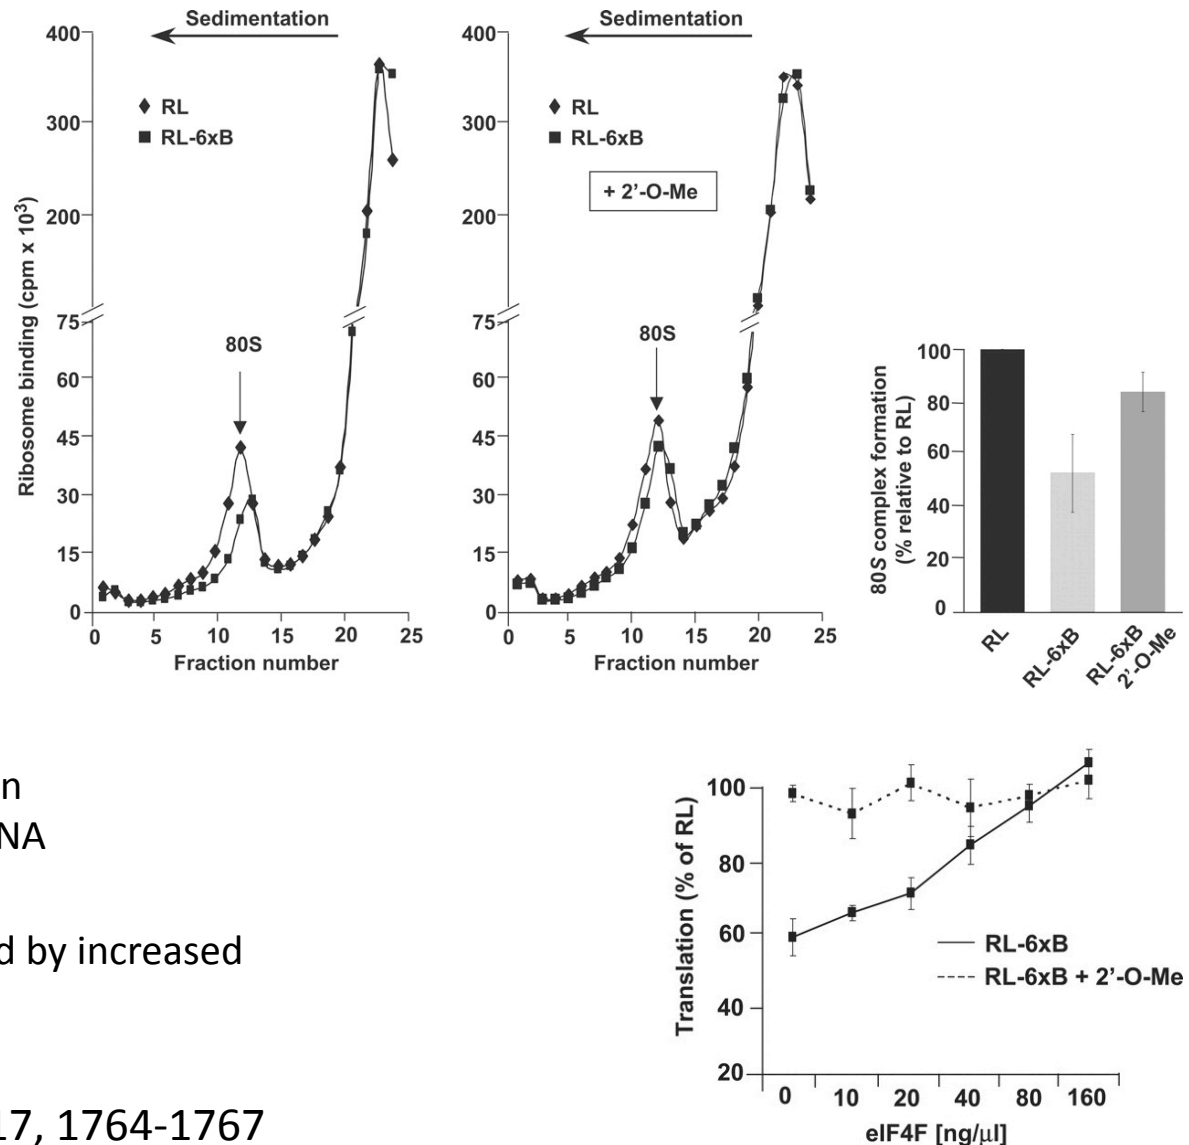 Sedimentation
400
300
200
75
60
45
30
15
0
RL
RL-6xB
80S
Ribosome binding (cpm x 10³)
0 5 10 15 20 25
Fraction number
Sedimentation
400
300
200
75
60
45
30
15
0
RL
RL-6xB
+ 2'-O-Me
80S
0 5 10 15 20 25
Fraction number
80S complex formation
(% relative to RL)
100
80
60
40
20
0
RL
RL-6xB
RL-6xB
2'-O-Me
n
NA
d by increased
17, 1764-1767
Translation (% of RL)
100
80
60
40
20
RL-6xB
RL-6xB + 2'-O-Me
0 10 20 40 80 160
eIF4F [ng/µl]